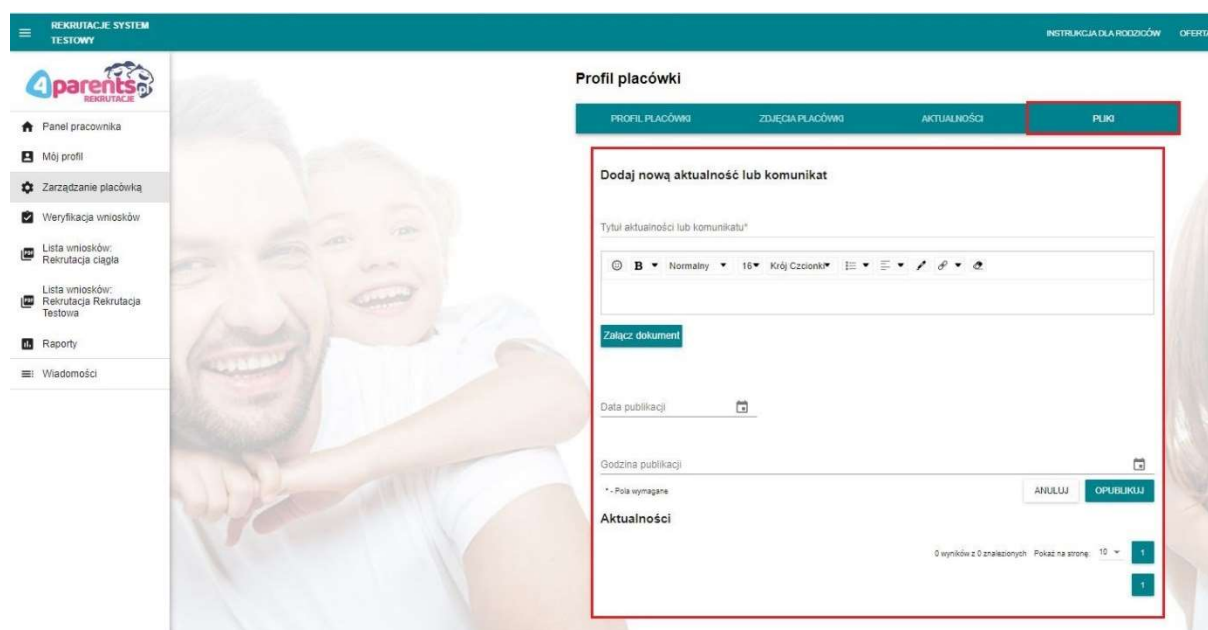 REKRUTACJE SYSTEM
TESTOWY
INSTRUKCJA DLA RODZICÓW
OFERTA
4parents.pl
REKRUTACJE
Panel pracownika
Mój profil
Zarządzanie placówką
Weryfikacja wniosków
Lista wniosków:
Rekrutacja ciągła
Lista wniosków:
Rekrutacja Rekrutacja
Testowa
Raporty
Wiadomości
Profil placówki
PROFIL PLACÓWKI
ZDJĘCIA PLACÓWKI
AKTUALNOŚCI
PLIKI
Dodaj nową aktualność lub komunikat
Tytuł aktualności lub komunikatu*
B Normalny 16 Krój Czcionki
Załącz dokument
Data publikacji
Godzina publikacji
* - Pola wymagane
ANULUJ
OPUBLIKUJ
Aktualności
0 wyników z 0 znalezionych Pokaż na stronę: 10 1
1